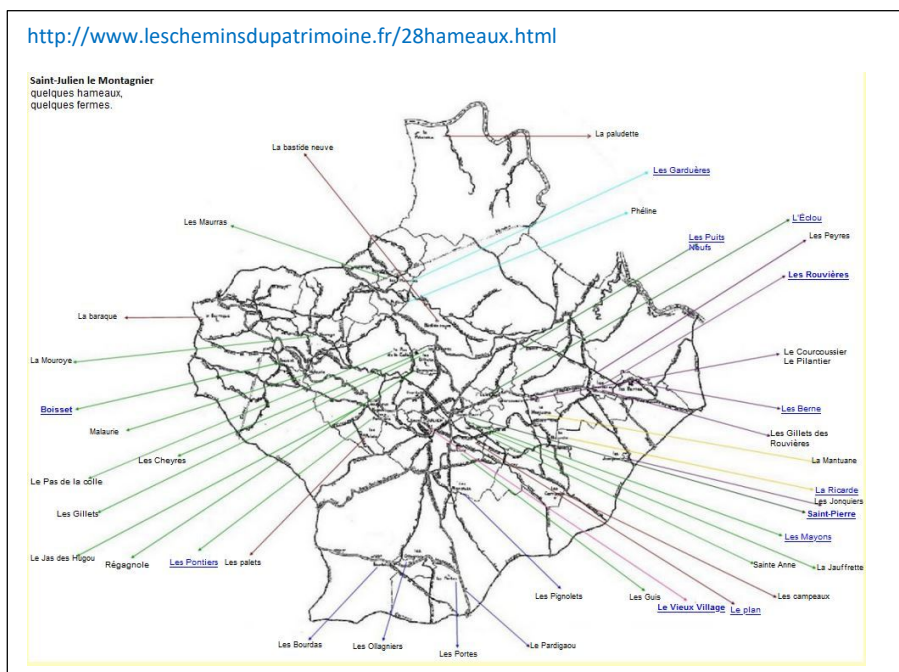 http://www.lescheminsdupatrimoine.fr/28hameaux.html
Saint-Julien le Montagnier
quelques hameaux,
quelques fermes.
La paludette
La bastide neuve
Les Garduères
Phéline
Les Maurras
L'Éclou
Les Puits
Neufs
Les Peyres
Les Rouvières
La baraque
La Mouroye
Le Courcoussier
Le Pilantier
Boisset
Les Berne
Malaurie
Les Gillets des
Rouvières
Les Cheyres
La Mantuane
Le Pas de la côlle
La Ricarde
Les Jonquiers
Les Gillets
Saint-Pierre
Les Mayons
Le Jas des Hugou
Régagnole
Les Pontiers
Les palets
Sainte Anne
La Jauffrette
Les Pignolets
Les Guis
Les campeaux
Le Vieux Village
Le plan
Les Bourdas
Les Ollagniers
Les Portes
Le Pardigaou